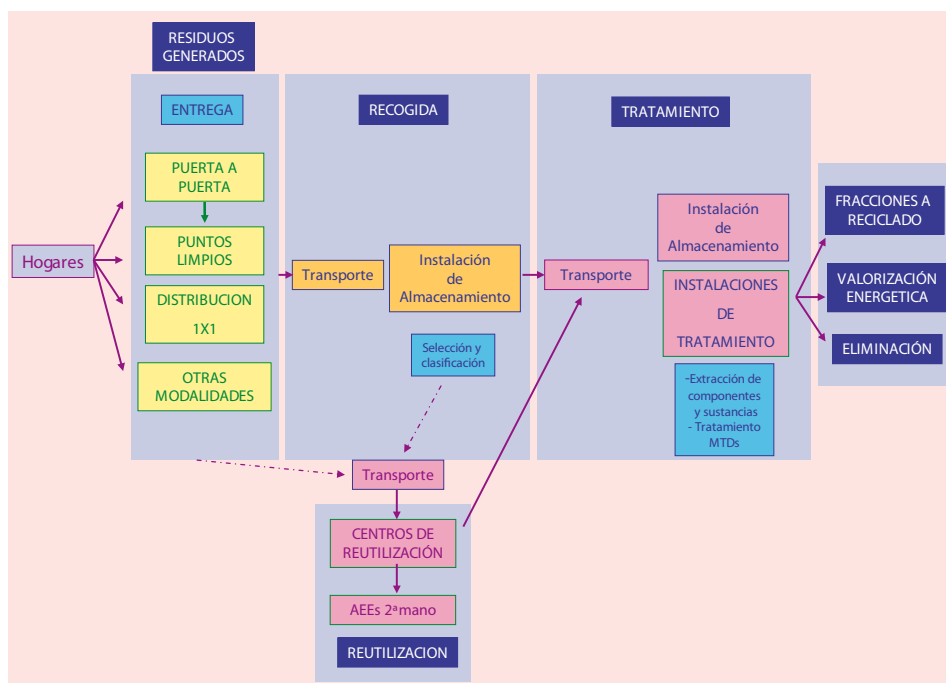 RESIDUOS
GENERADOS
ENTREGA
PUERTA A
PUERTA
PUNTOS
LIMPIOS
DISTRIBUCION
1X1
OTRAS
MODALIDADES
Hogares
RECOGIDA
Transporte
Instalación
de
Almacenamiento
Selección y
clasificación
TRATAMIENTO
Transporte
Instalación
de
Almacenamiento
INSTALACIONES
DE
TRATAMIENTO
-Extracción de
componentes
y sustancias
- Tratamiento
MTDs
FRACCIONES A
RECICLADO
VALORIZACIÓN
ENERGETICA
ELIMINACIÓN
Transporte
CENTROS DE
REUTILIZACIÓN
AEEs 2ª mano
REUTILIZACION